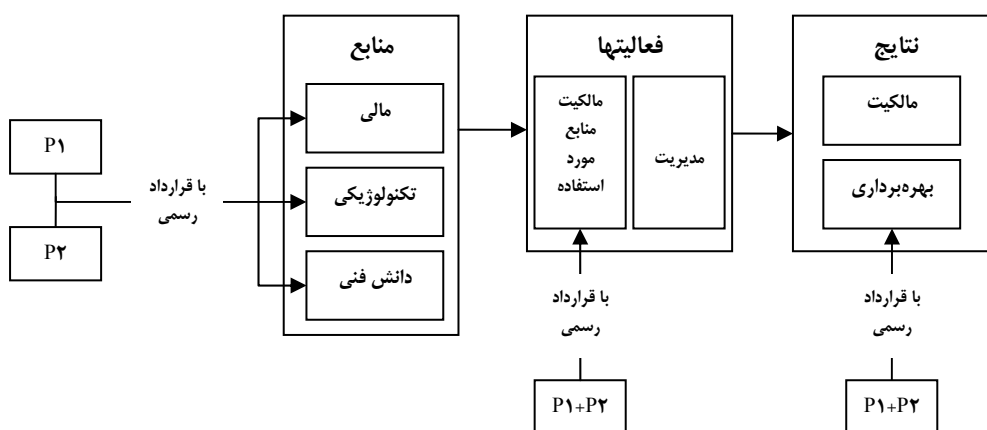 منابع
مالی
تکنولوژیکی
دانش فنی
فعالیتها
مالکیت
منابع
مورد
استفاده
مدیریت
نتایج
مالکیت
بهره‌برداری
P۱
P۲
با قرارداد
رسمی
با قرارداد
رسمی
با قرارداد
رسمی
P۱+P۲
P۱+P۲